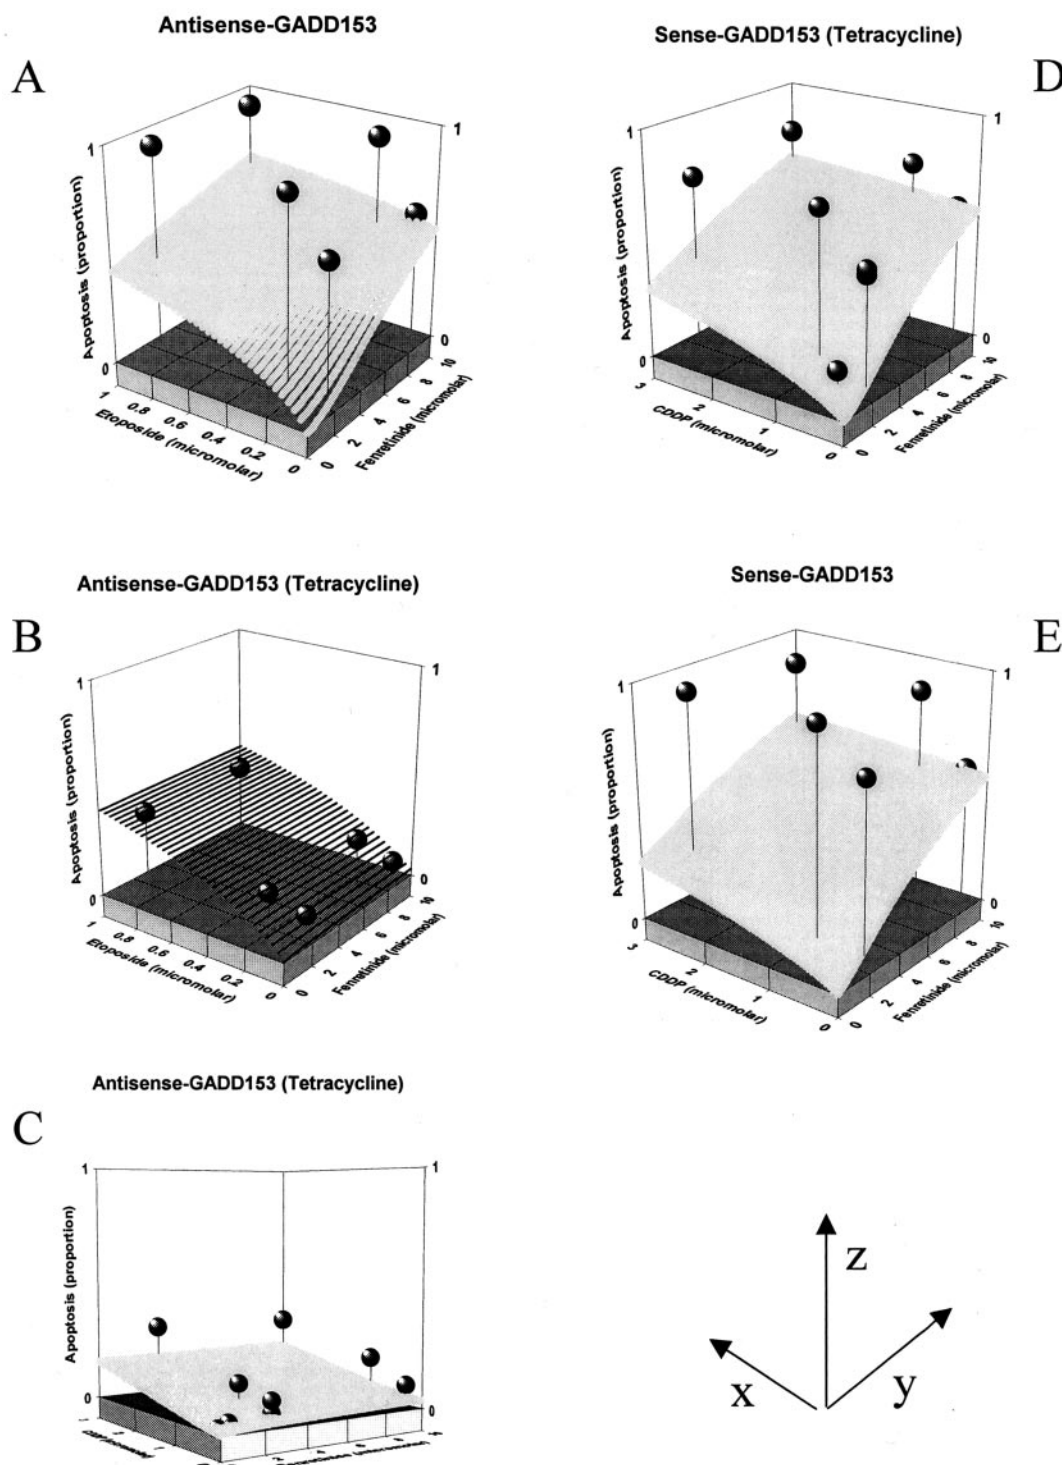 Antisense-GADD153
A
Apoptosis (proportion)
1
0
1
0
1
0.8
0.6
0.4
0.2
0
Etoposide (micromolar)
0
2
4
6
8
10
Fenretinide (micromolar)
Sense-GADD153 (Tetracycline)
D
Apoptosis (proportion)
1
0
1
0
3
2
1
0
CDDP (micromolar)
0
2
4
6
8
10
Fenretinide (micromolar)
Antisense-GADD153 (Tetracycline)
B
Apoptosis (proportion)
1
0
1
0
1
0.8
0.6
0.4
0.2
0
Etoposide (micromolar)
0
2
4
6
8
10
Fenretinide (micromolar)
Sense-GADD153
E
Apoptosis (proportion)
1
0
1
0
3
2
1
0
CDDP (micromolar)
0
2
4
6
8
10
Fenretinide (micromolar)
Antisense-GADD153 (Tetracycline)
C
Apoptosis (proportion)
1
0
1
0
2
4
6
z
x
y